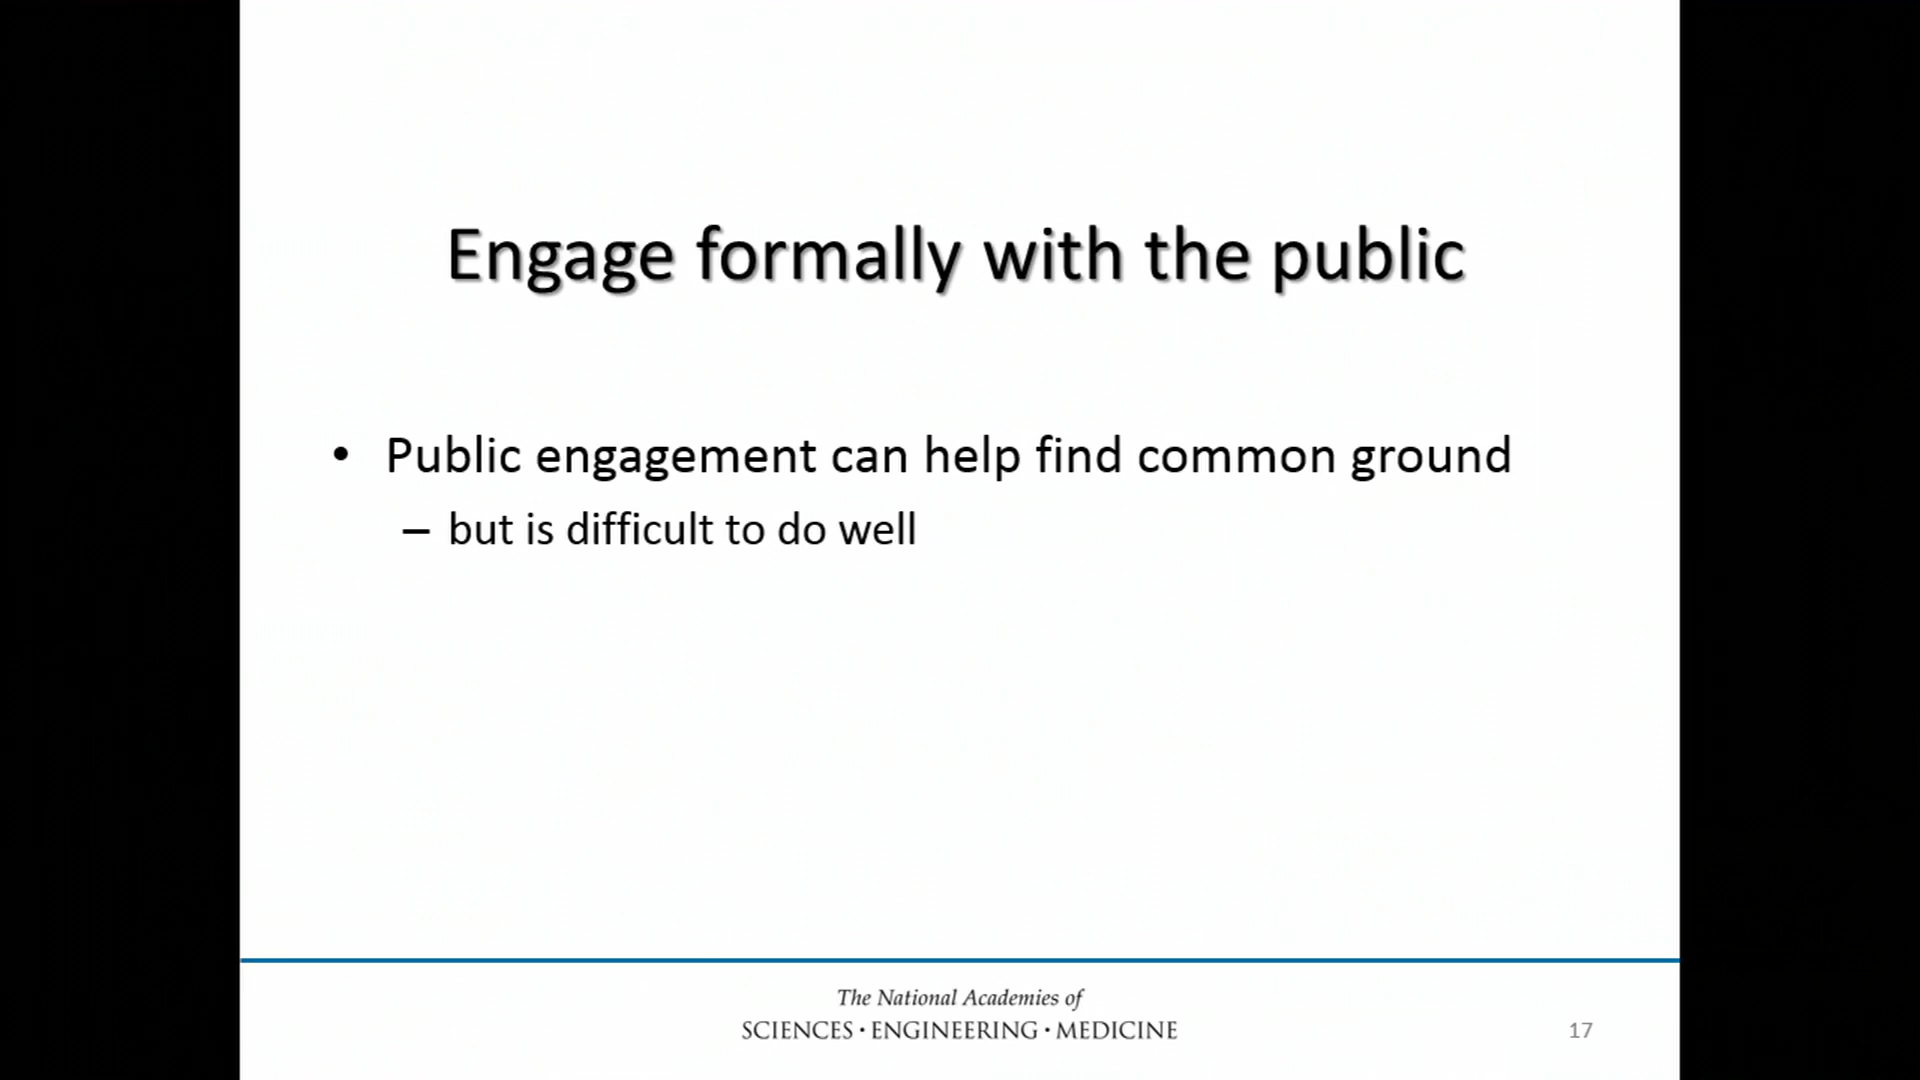 Engage formally with the public
• Public engagement can help find common ground
– but is difficult to do well
The National Academies of
SCIENCES · ENGINEERING · MEDICINE
17